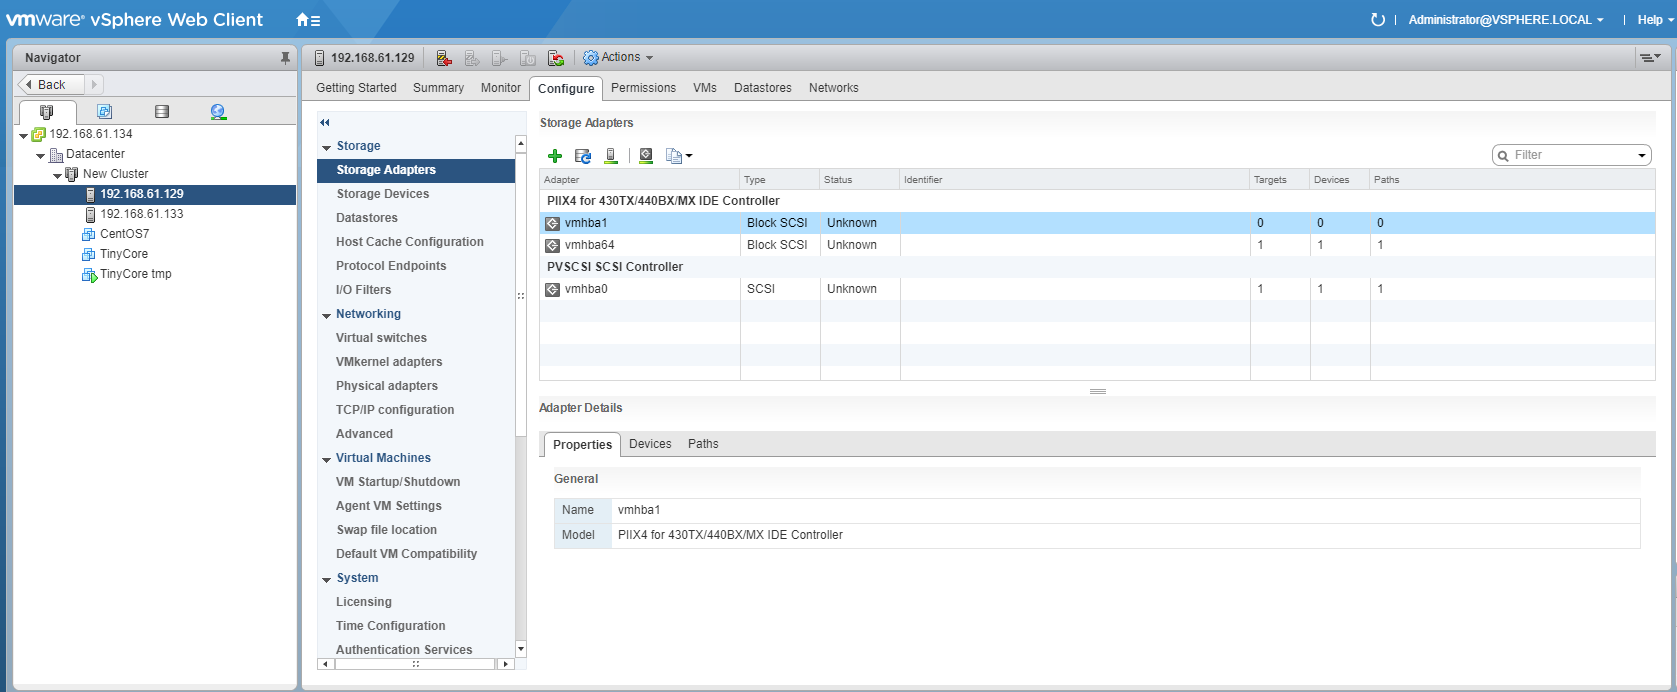 vmware® vSphere Web Client
Administrator@VSPHERE.LOCAL
Help
Navigator
Back
192.168.61.134
Datacenter
New Cluster
192.168.61.129
192.168.61.133
CentOS7
TinyCore
TinyCore tmp
192.168.61.129
Actions
Getting Started Summary Monitor Configure Permissions VMs Datastores Networks
Storage
Storage Adapters
Storage Devices
Datastores
Host Cache Configuration
Protocol Endpoints
I/O Filters
Networking
Virtual switches
VMkernel adapters
Physical adapters
TCP/IP configuration
Advanced
Virtual Machines
VM Startup/Shutdown
Agent VM Settings
Swap file location
Default VM Compatibility
System
Licensing
Time Configuration
Authentication Services
Storage Adapters
Filter
Adapter Type Status Identifier Targets Devices Paths
PIIX4 for 430TX/440BX/MX IDE Controller
vmhba1 Block SCSI Unknown 0 0 0
vmhba64 Block SCSI Unknown 1 1 1
PVSCSI SCSI Controller
vmhba0 SCSI Unknown 1 1 1
Adapter Details
Properties Devices Paths
General
Name vmhba1
Model PIIX4 for 430TX/440BX/MX IDE Controller